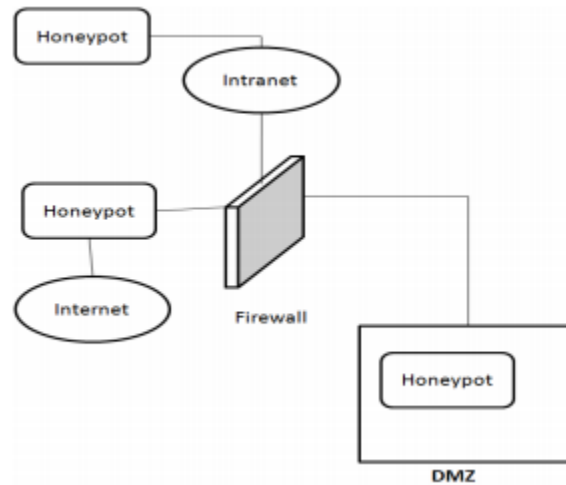 Honeypot
Intranet
Honeypot
Internet
Firewall
Honeypot
DMZ